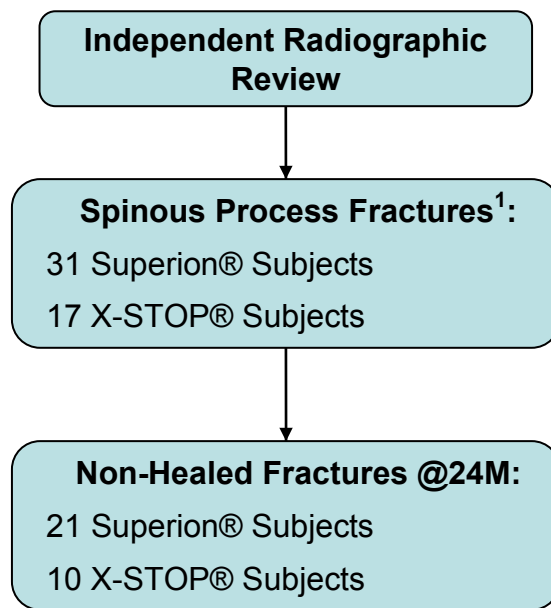 Independent Radiographic
Review
Spinous Process Fractures¹:
31 Superion® Subjects
17 X-STOP® Subjects
Non-Healed Fractures @24M:
21 Superion® Subjects
10 X-STOP® Subjects